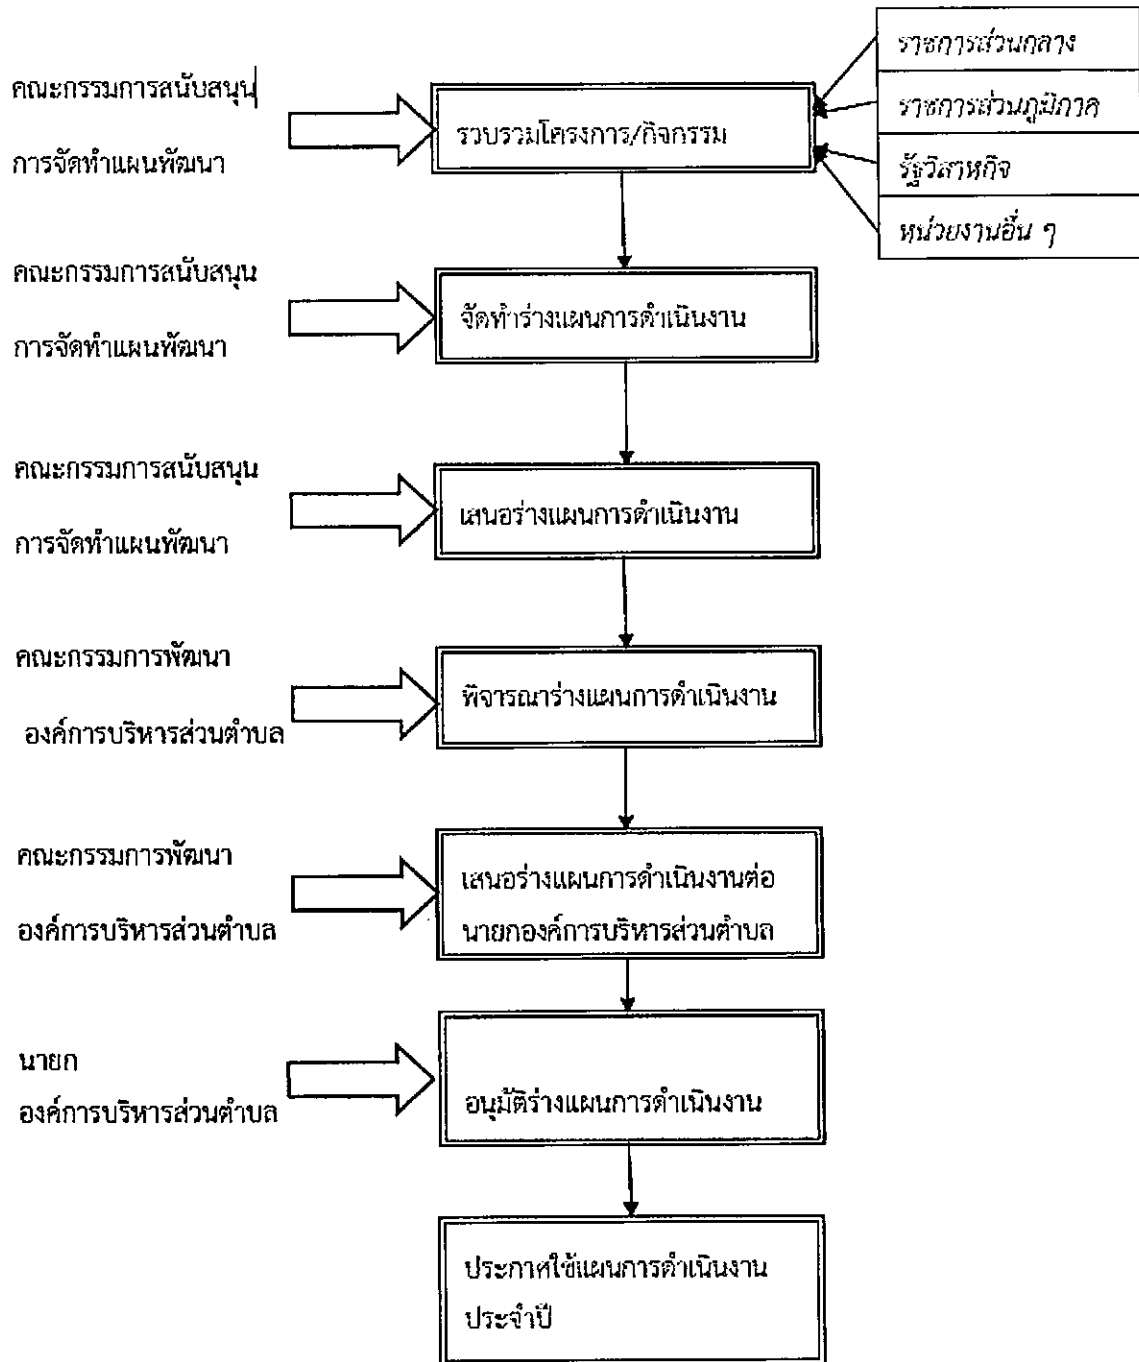 ราชการส่วนกลาง
คณะกรรมการสนับสนุน
การจัดทำแผนพัฒนา
รวบรวมโครงการ/กิจกรรม
ราชการส่วนภูมิภาค
รัฐวิสาหกิจ
หน่วยงานอื่น ๆ
คณะกรรมการสนับสนุน
การจัดทำแผนพัฒนา
จัดทำร่างแผนการดำเนินงาน
คณะกรรมการสนับสนุน
การจัดทำแผนพัฒนา
เสนอร่างแผนการดำเนินงาน
คณะกรรมการพัฒนา
องค์การบริหารส่วนตำบล
พิจารณาร่างแผนการดำเนินงาน
คณะกรรมการพัฒนา
องค์การบริหารส่วนตำบล
เสนอร่างแผนการดำเนินงานต่อ
นายกองค์การบริหารส่วนตำบล
นายก
องค์การบริหารส่วนตำบล
อนุมัติร่างแผนการดำเนินงาน
ประกาศใช้แผนการดำเนินงาน
ประจำปี